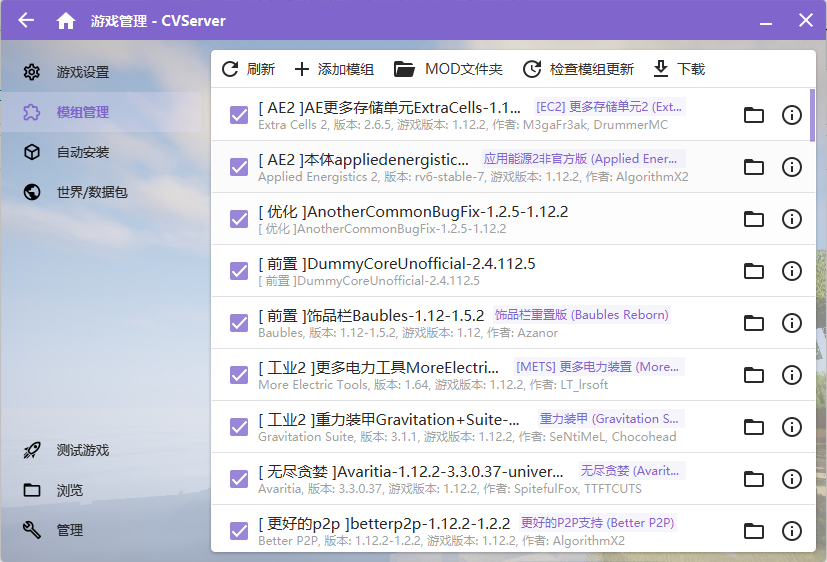 游戏管理 - CVServer
游戏设置
模组管理
自动安装
世界/数据包
测试游戏
浏览
管理
刷新 添加模组 MOD文件夹 检查模组更新 下载
[ AE2 ]AE更多存储单元ExtraCells-1.1... [EC2] 更多存储单元2 (Ext...
Extra Cells 2, 版本: 2.6.5, 游戏版本: 1.12.2, 作者: M3gaFr3ak, DrummerMC
[ AE2 ]本体appliedenergistic... 应用能源2非官方版 (Applied Ener...
Applied Energistics 2, 版本: rv6-stable-7, 游戏版本: 1.12.2, 作者: AlgorithmX2
[ 优化 ]AnotherCommonBugFix-1.2.5-1.12.2
[ 优化 ]AnotherCommonBugFix-1.2.5-1.12.2
[ 前置 ]DummyCoreUnofficial-2.4.112.5
[ 前置 ]DummyCoreUnofficial-2.4.112.5
[ 前置 ]饰品栏Baubles-1.12-1.5.2 饰品栏重置版 (Baubles Reborn)
Baubles, 版本: 1.12-1.5.2, 游戏版本: 1.12, 作者: Azanor
[ 工业2 ]更多电力工具MoreElectri... [METS] 更多电力装置 (More...
More Electric Tools, 版本: 1.64, 游戏版本: 1.12.2, 作者: LT_lrsoft
[ 工业2 ]重力装甲Gravitation+Suite-... 重力装甲 (Gravitation S...
Gravitation Suite, 版本: 3.1.1, 游戏版本: 1.12.2, 作者: SeNtiMeL, Chocohead
[ 无尽贪婪 ]Avaritia-1.12.2-3.3.0.37-univer... 无尽贪婪 (Avarit...
Avaritia, 版本: 3.3.0.37, 游戏版本: 1.12.2, 作者: SpitefulFox, TTFTCUTS
[ 更好的p2p ]betterp2p-1.12.2-1.2.2 更好的P2P支持 (Better P2P)
Better P2P, 版本: 1.12.2-1.2.2, 游戏版本: 1.12.2, 作者: AlgorithmX2